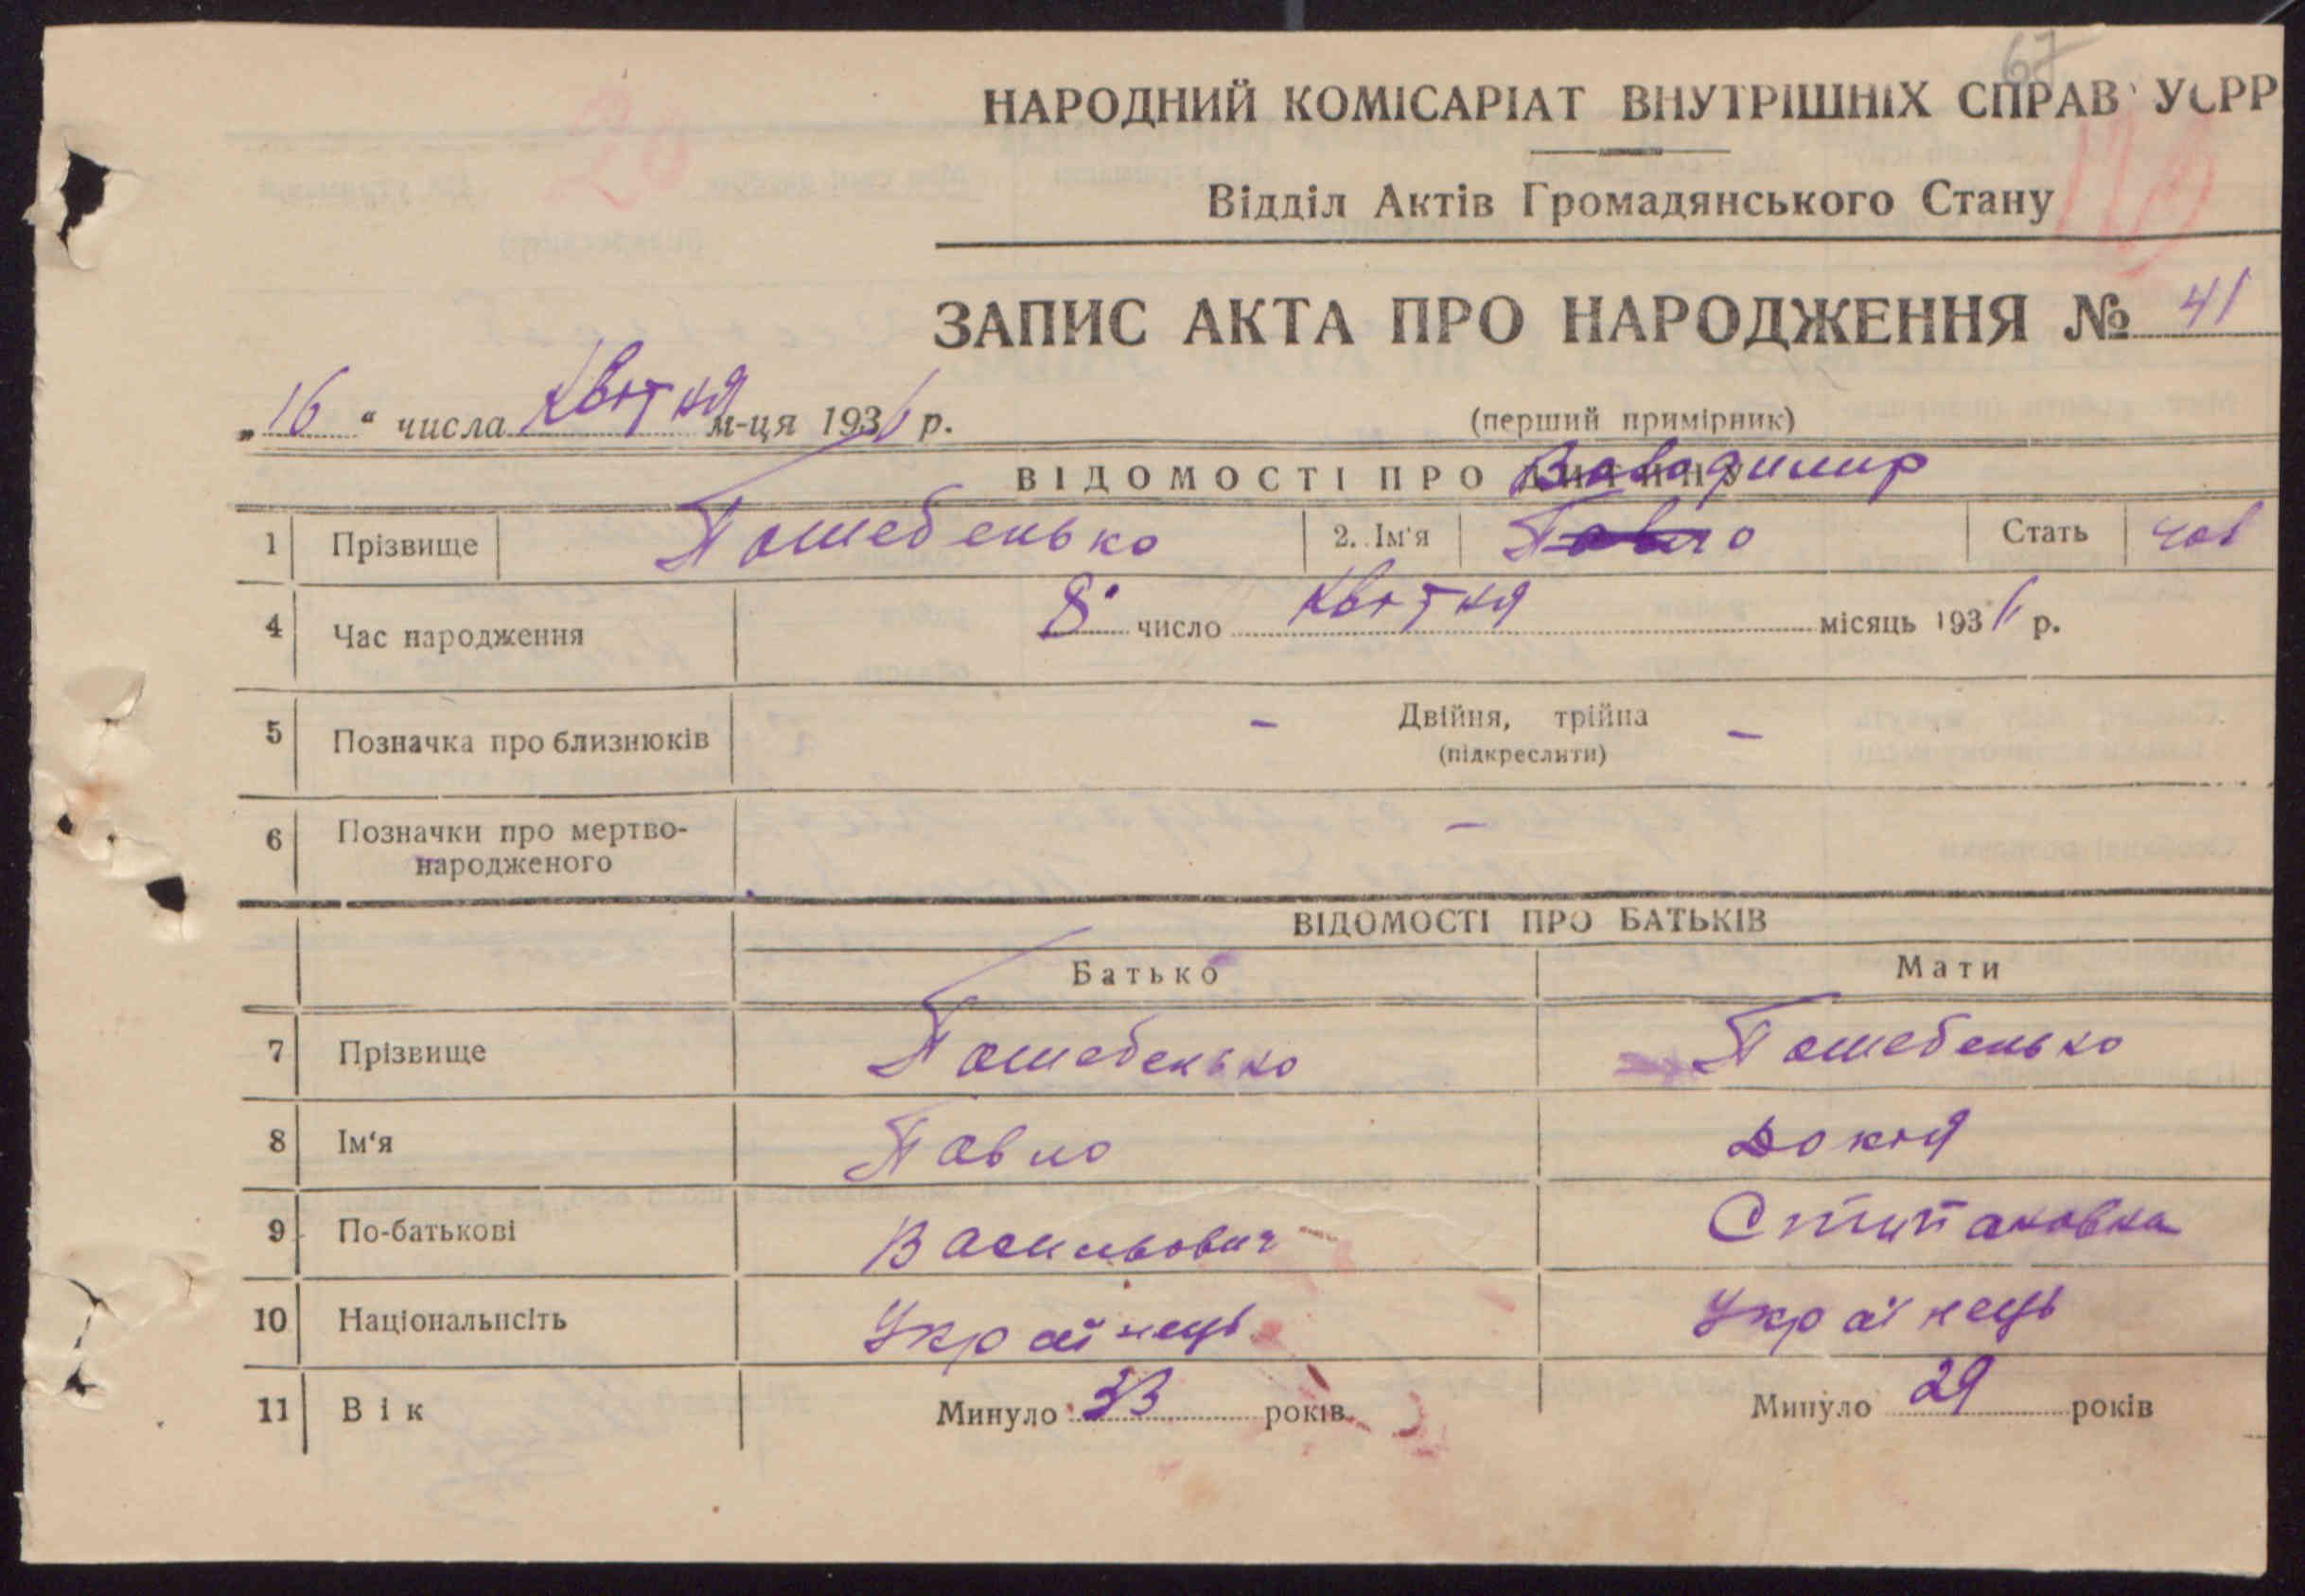 67
НАРОДНИЙ КОМІСАРІАТ ВНУТРІШНІХ СПРАВ УСРР
Відділ Актів Громадянського Стану
ЗАПИС АКТА ПРО НАРОДЖЕННЯ № 41
„16“ числа Квітня м-ця 1936 р. (перший примірник)
ВІДОМОСТІ ПРО ДИТИНУ Володимир
1 Прізвище Пошебенько 2. Ім'я Павло Стать чол
4 Час народження 8 число Квітня місяць 1936 р.
5 Позначка про близнюків - Двійня, трійня -
(підкреслити)
6 Позначки про мертво-
народженого -
ВІДОМОСТІ ПРО БАТЬКІВ
Батько Мати
7 Прізвище Пошебенько Пошебенько
8 Ім‘я Павло Докія
9 По-батькові Васильович Стипановна
10 Національнсіть Українець Українець
11 Вік Минуло 33 років Минуло 29 років